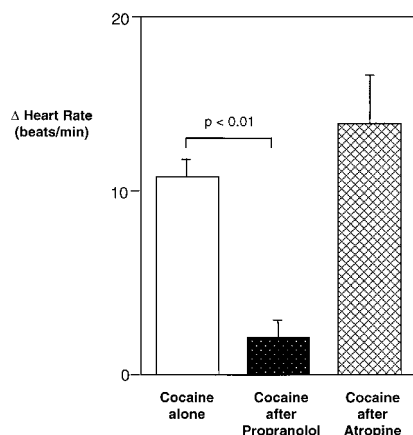 20
Δ Heart Rate
(beats/min)
p < 0.01
10
0
Cocaine
alone
Cocaine
after
Propranolol
Cocaine
after
Atropine